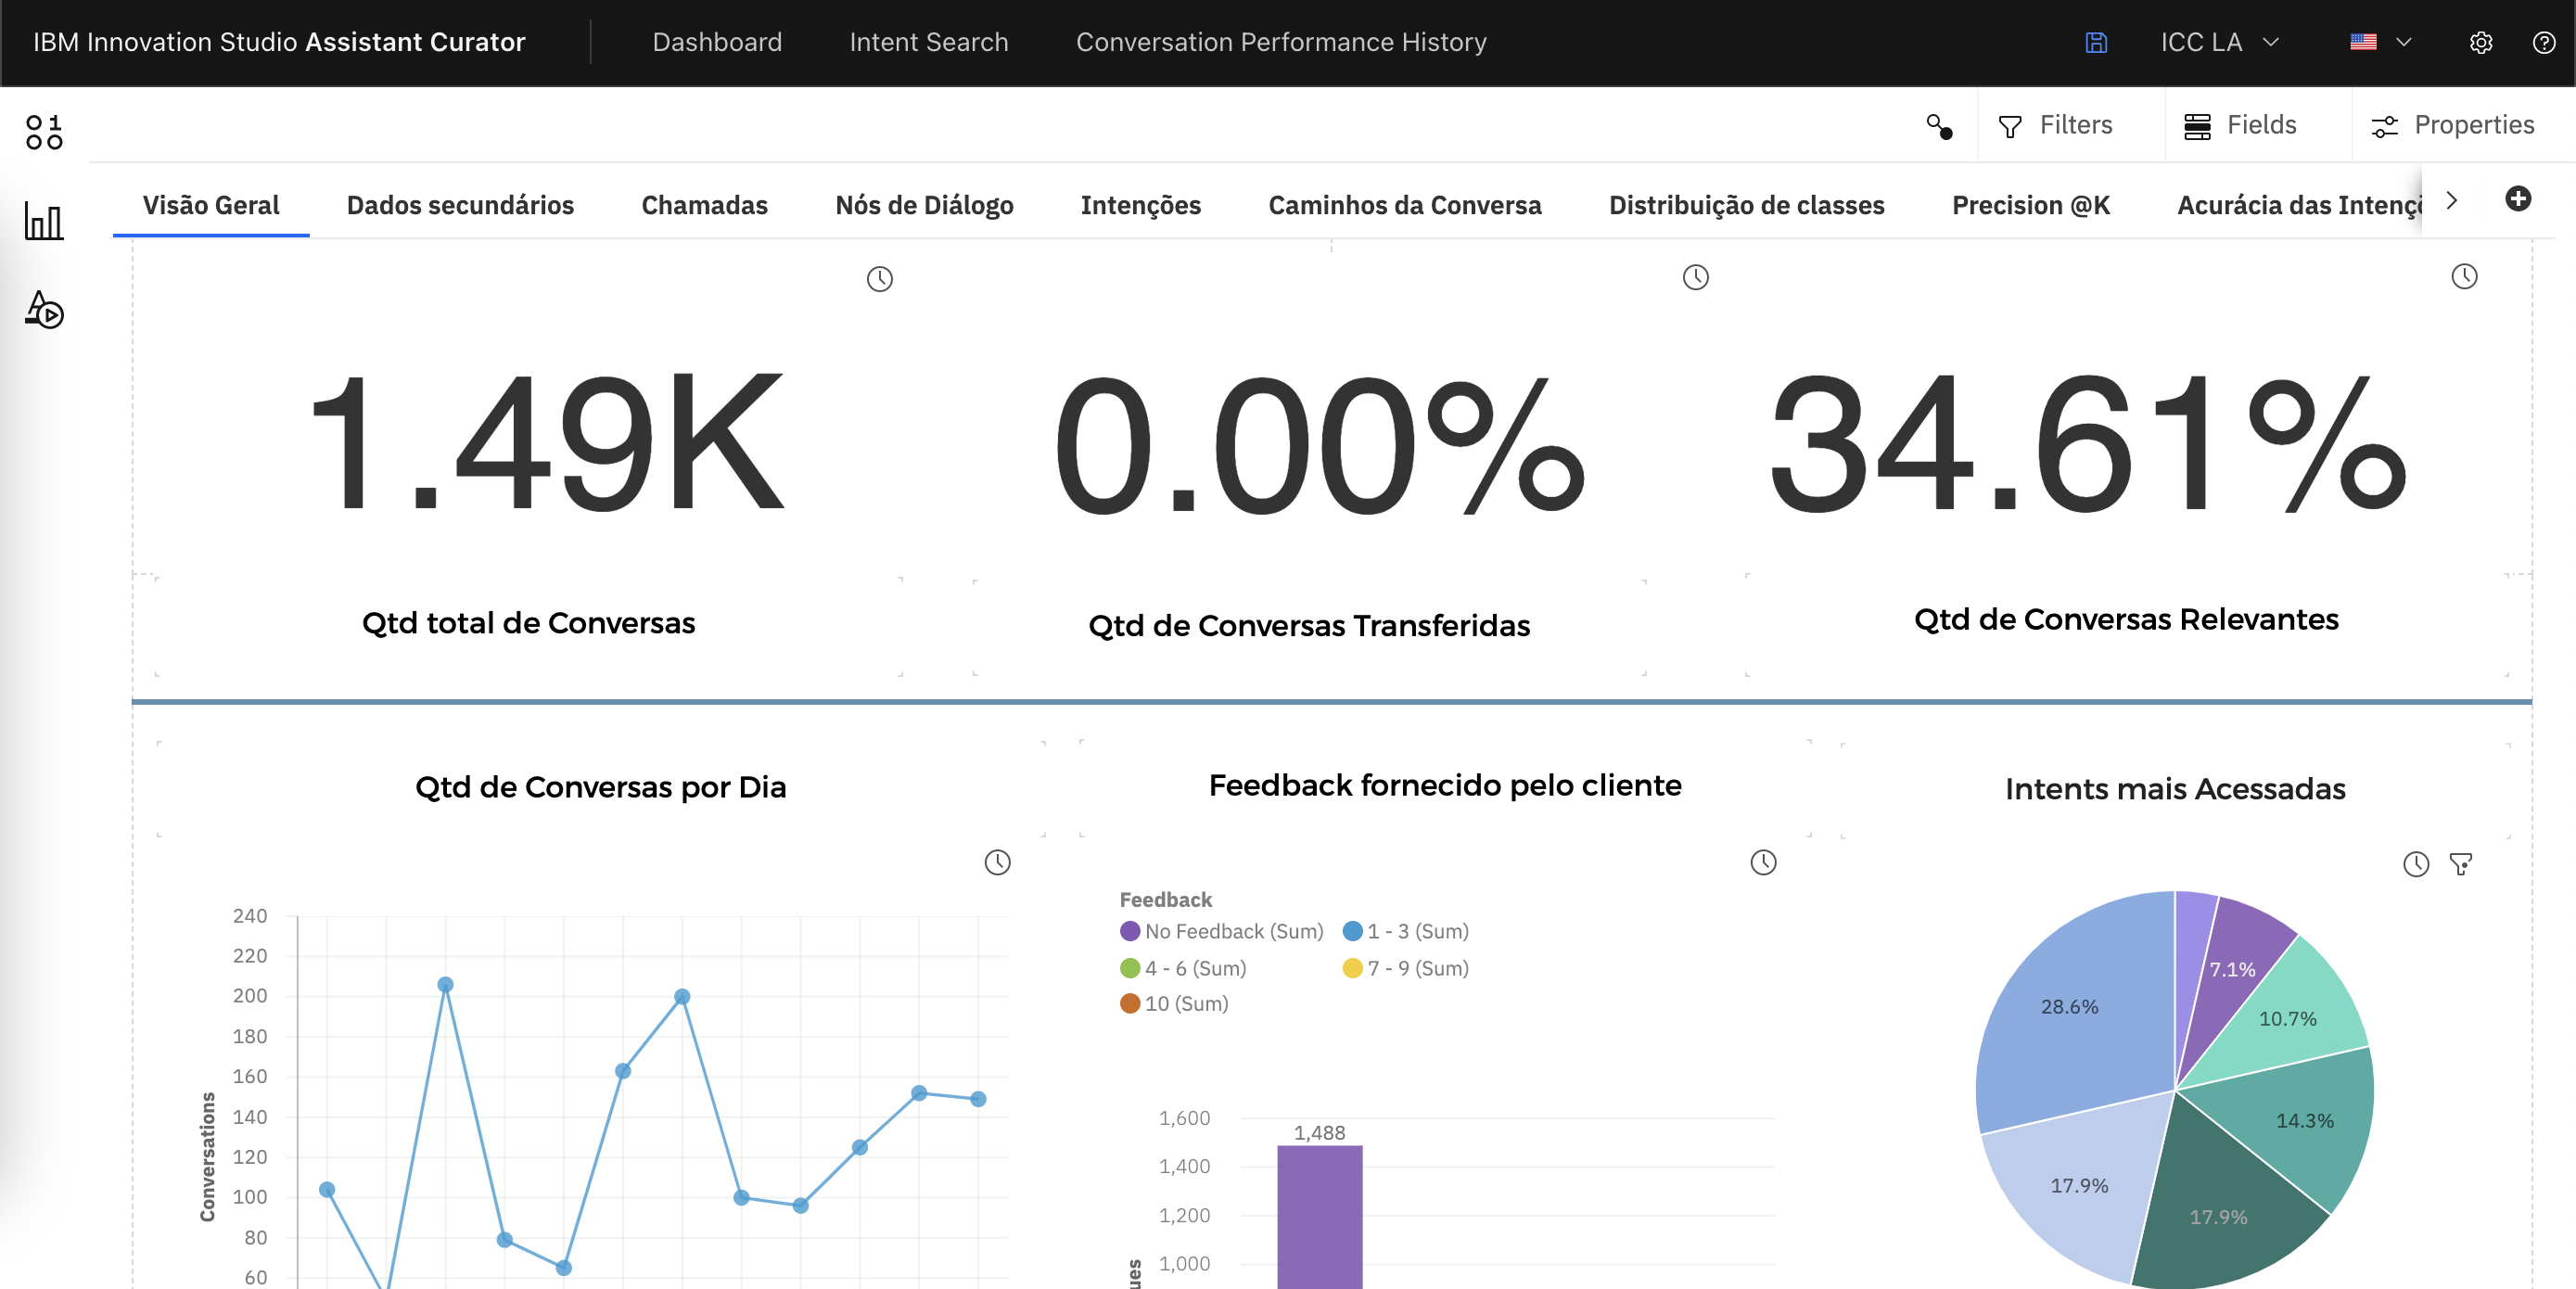 IBM Innovation Studio Assistant Curator
Dashboard
Intent Search
Conversation Performance History
ICC LA
Filters
Fields
Properties
Visão Geral
Dados secundários
Chamadas
Nós de Diálogo
Intenções
Caminhos da Conversa
Distribuição de classes
Precision @K
Acurácia das Intençõ
1.49K
0.00%
34.61%
Qtd total de Conversas
Qtd de Conversas Transferidas
Qtd de Conversas Relevantes
Qtd de Conversas por Dia
Feedback fornecido pelo cliente
Intents mais Acessadas
Conversations
240
220
200
180
160
140
120
100
80
60
Feedback
No Feedback (Sum)
1 - 3 (Sum)
4 - 6 (Sum)
7 - 9 (Sum)
10 (Sum)
1,600
1,400
1,200
1,000
1,488
7.1%
10.7%
14.3%
17.9%
17.9%
28.6%